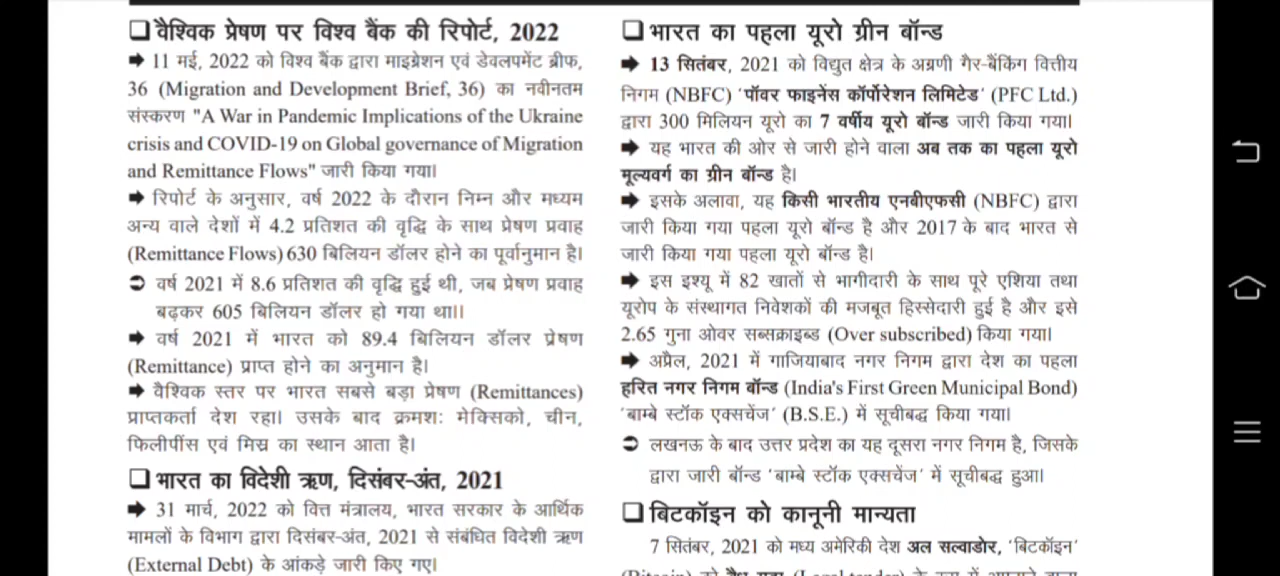 ❑ वैश्विक प्रेषण पर विश्व बैंक की रिपोर्ट, 2022
➡ 11 मई, 2022 को विश्व बैंक द्वारा माइग्रेशन एवं डेवलपमेंट ब्रीफ,
36 (Migration and Development Brief, 36) का नवीनतम
संस्करण "A War in Pandemic Implications of the Ukraine
crisis and COVID-19 on Global governance of Migration
and Remittance Flows" जारी किया गया।
➡ रिपोर्ट के अनुसार, वर्ष 2022 के दौरान निम्न और मध्यम
अन्य वाले देशों में 4.2 प्रतिशत की वृद्धि के साथ प्रेषण प्रवाह
(Remittance Flows) 630 बिलियन डॉलर होने का पूर्वानुमान है।
➲ वर्ष 2021 में 8.6 प्रतिशत की वृद्धि हुई थी, जब प्रेषण प्रवाह
बढ़कर 605 बिलियन डॉलर हो गया था।।
➡ वर्ष 2021 में भारत को 89.4 बिलियन डॉलर प्रेषण
(Remittance) प्राप्त होने का अनुमान है।
➡ वैश्विक स्तर पर भारत सबसे बड़ा प्रेषण (Remittances)
प्राप्तकर्ता देश रहा। उसके बाद क्रमशः मेक्सिको, चीन,
फिलीपींस एवं मिस्र का स्थान आता है।
❑ भारत का विदेशी ऋण, दिसंबर-अंत, 2021
➡ 31 मार्च, 2022 को वित्त मंत्रालय, भारत सरकार के आर्थिक
मामलों के विभाग द्वारा दिसंबर-अंत, 2021 से संबंधित विदेशी ऋण
(External Debt) के आंकड़े जारी किए गए।
❑ भारत का पहला यूरो ग्रीन बॉन्ड
➡ 13 सितंबर, 2021 को विद्युत क्षेत्र के अग्रणी गैर-बैंकिंग वित्तीय
निगम (NBFC) 'पॉवर फाइनेंस कॉर्पोरेशन लिमिटेड' (PFC Ltd.)
द्वारा 300 मिलियन यूरो का 7 वर्षीय यूरो बॉन्ड जारी किया गया।
➡ यह भारत की ओर से जारी होने वाला अब तक का पहला यूरो
मूल्यवर्ग का ग्रीन बॉन्ड है।
➡ इसके अलावा, यह किसी भारतीय एनबीएफसी (NBFC) द्वारा
जारी किया गया पहला यूरो बॉन्ड है और 2017 के बाद भारत से
जारी किया गया पहला यूरो बॉन्ड है।
➡ इस इश्यू में 82 खातों से भागीदारी के साथ पूरे एशिया तथा
यूरोप के संस्थागत निवेशकों की मजबूत हिस्सेदारी हुई है और इसे
2.65 गुना ओवर सब्सक्राइब्ड (Over subscribed) किया गया।
➡ अप्रैल, 2021 में गाजियाबाद नगर निगम द्वारा देश का पहला
हरित नगर निगम बॉन्ड (India's First Green Municipal Bond)
'बाम्बे स्टॉक एक्सचेंज' (B.S.E.) में सूचीबद्ध किया गया।
➲ लखनऊ के बाद उत्तर प्रदेश का यह दूसरा नगर निगम है, जिसके
द्वारा जारी बॉन्ड 'बाम्बे स्टॉक एक्सचेंज' में सूचीबद्ध हुआ।
❑ बिटकॉइन को कानूनी मान्यता
7 सितंबर, 2021 को मध्य अमेरिकी देश अल सल्वाडोर, 'बिटकॉइन'